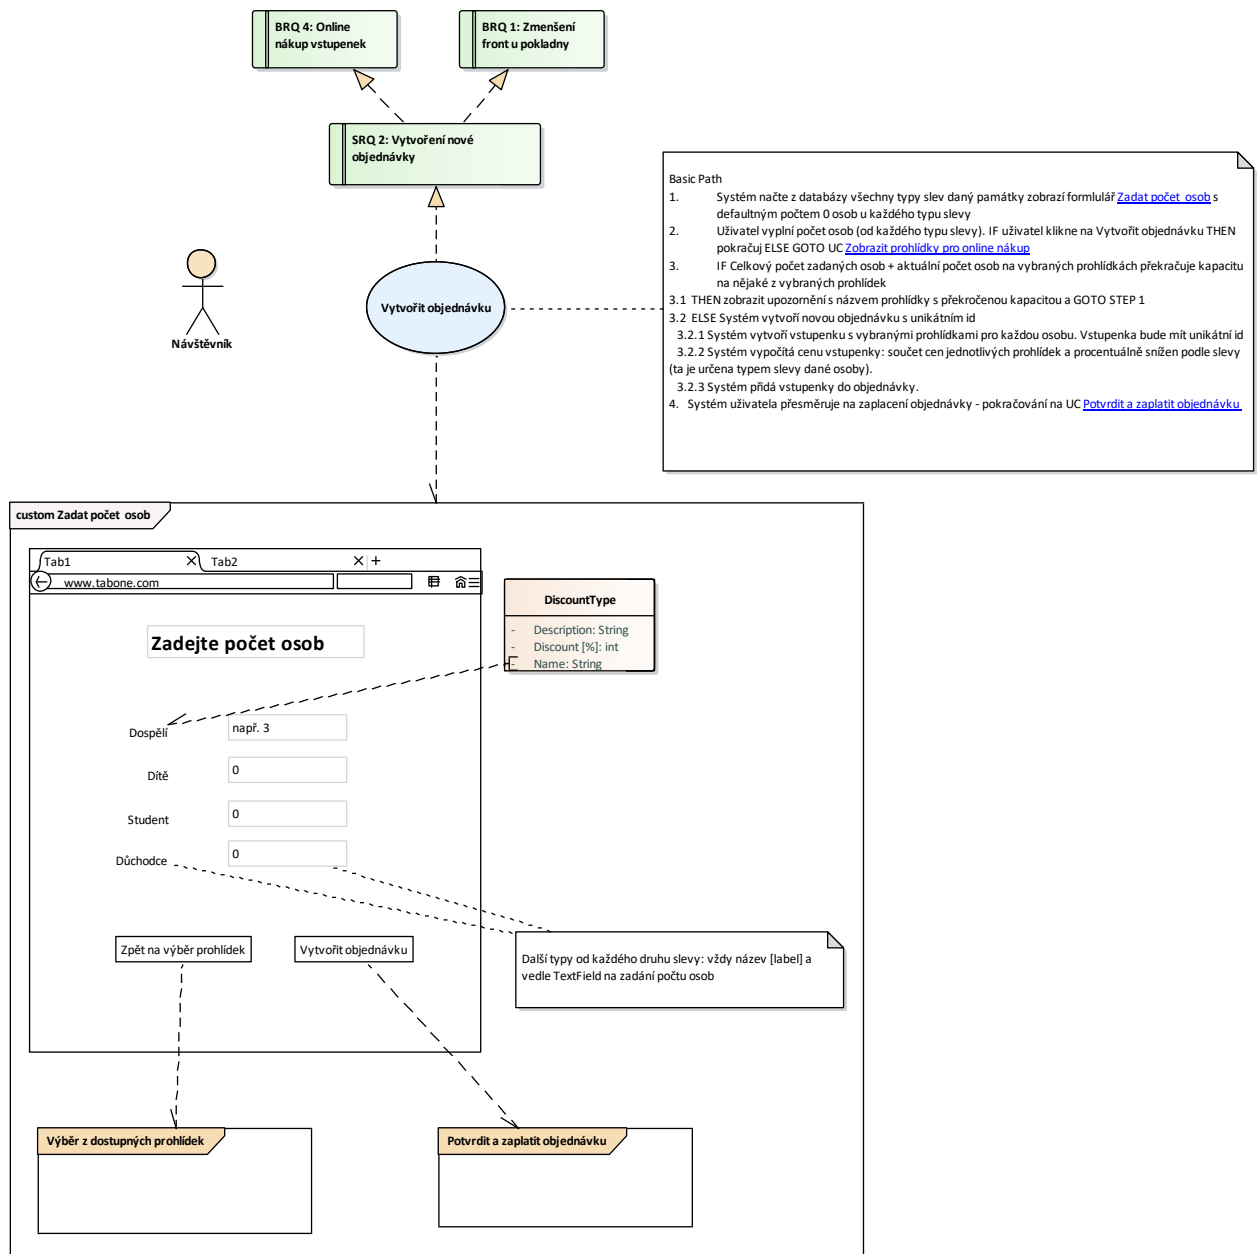 BRQ 4: Online
nákup vstupenek
BRQ 1: Zmenšení
front u pokladny
SRQ 2: Vytvoření nové
objednávky
Návštěvník
Vytvořit objednávku
Basic Path
1. Systém načte z databázy všechny typy slev daný památky zobrazí formlulář Zadat počet osob s
defaultným počtem 0 osob u každého typu slevy
2. Uživatel vyplní počet osob (od každého typu slevy). IF uživatel klikne na Vytvořit objednávku THEN
pokračuj ELSE GOTO UC Zobrazit prohlídky pro online nákup
3. IF Celkový počet zadaných osob + aktuální počet osob na vybraných prohlídkách překračuje kapacitu
na nějaké z vybraných prohlídek
3.1 THEN zobrazit upozornění s názvem prohlídky s překročenou kapacitou a GOTO STEP 1
3.2 ELSE Systém vytvoří novou objednávku s unikátním id
3.2.1 Systém vytvoří vstupenku s vybranými prohlídkami pro každou osobu. Vstupenka bude mít unikátní id
3.2.2 Systém vypočítá cenu vstupenky: součet cen jednotlivých prohlídek a procentuálně snížen podle slevy
(ta je určena typem slevy dané osoby).
3.2.3 Systém přidá vstupenky do objednávky.
4. Systém uživatela přesměruje na zaplacení objednávky - pokračování na UC Potvrdit a zaplatit objednávku
custom Zadat počet osob
Tab1
Tab2
www.tabone.com
Zadejte počet osob
DiscountType
- Description: String
- Discount [%]: int
- Name: String
Dospělí
např. 3
Dítě
0
Student
0
Důchodce
0
Zpět na výběr prohlídek
Vytvořit objednávku
Další typy od každého druhu slevy: vždy název [label] a
vedle TextField na zadání počtu osob
Výběr z dostupných prohlídek
Potvrdit a zaplatit objednávku